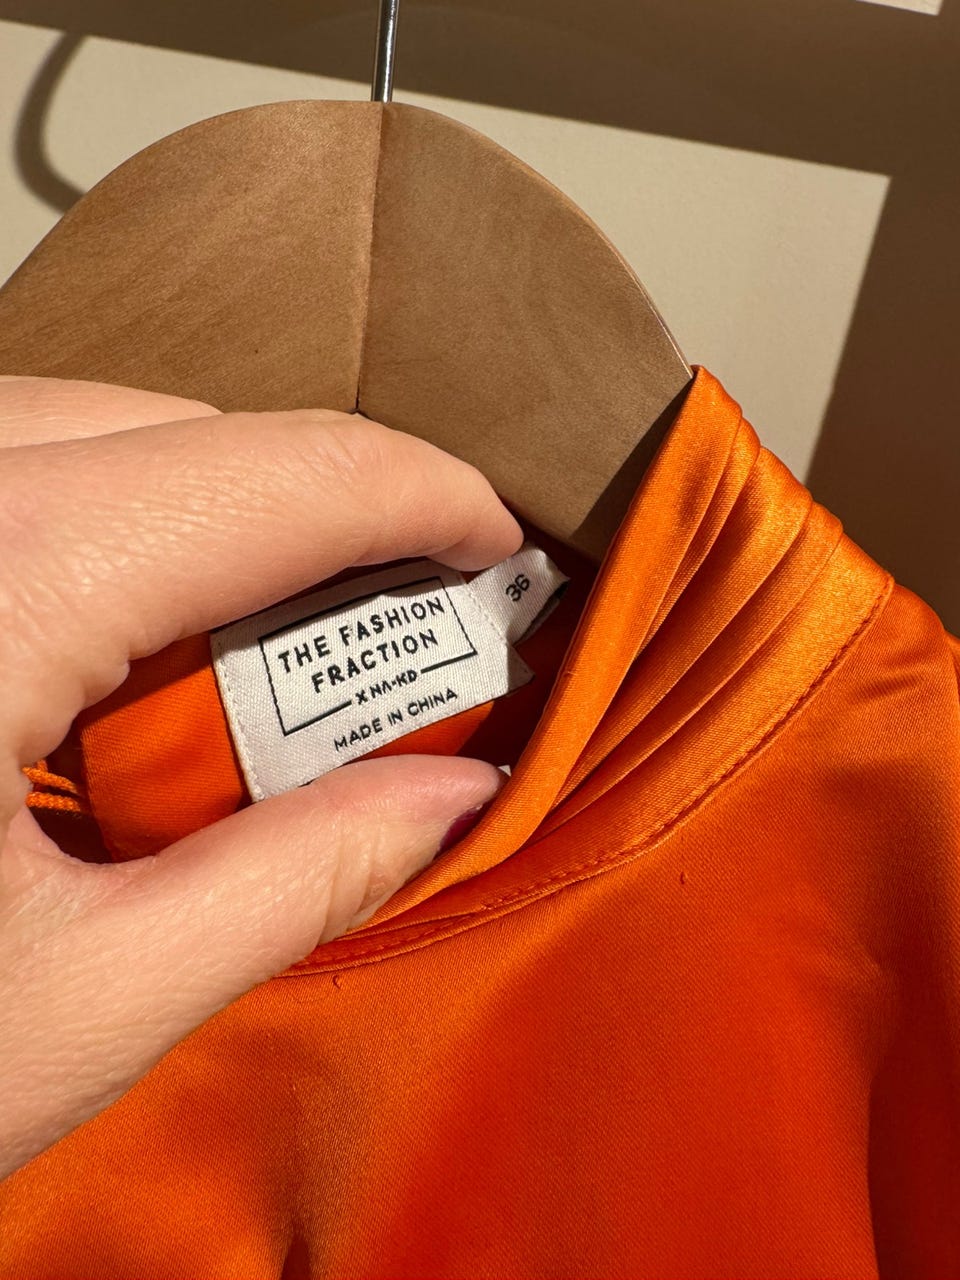 THE FASHION
FRACTION
X NA-KD
MADE IN CHINA
36